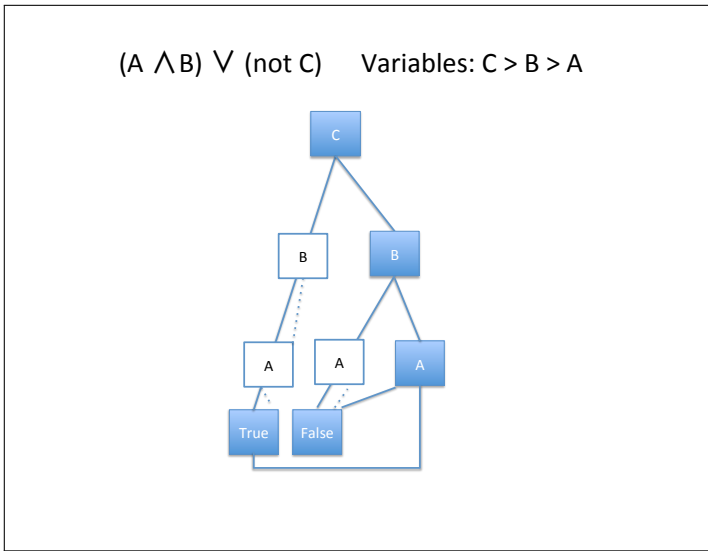 (A ∧ B) ∨ (not C) Variables: C > B > A
C
B B
A A A
True False